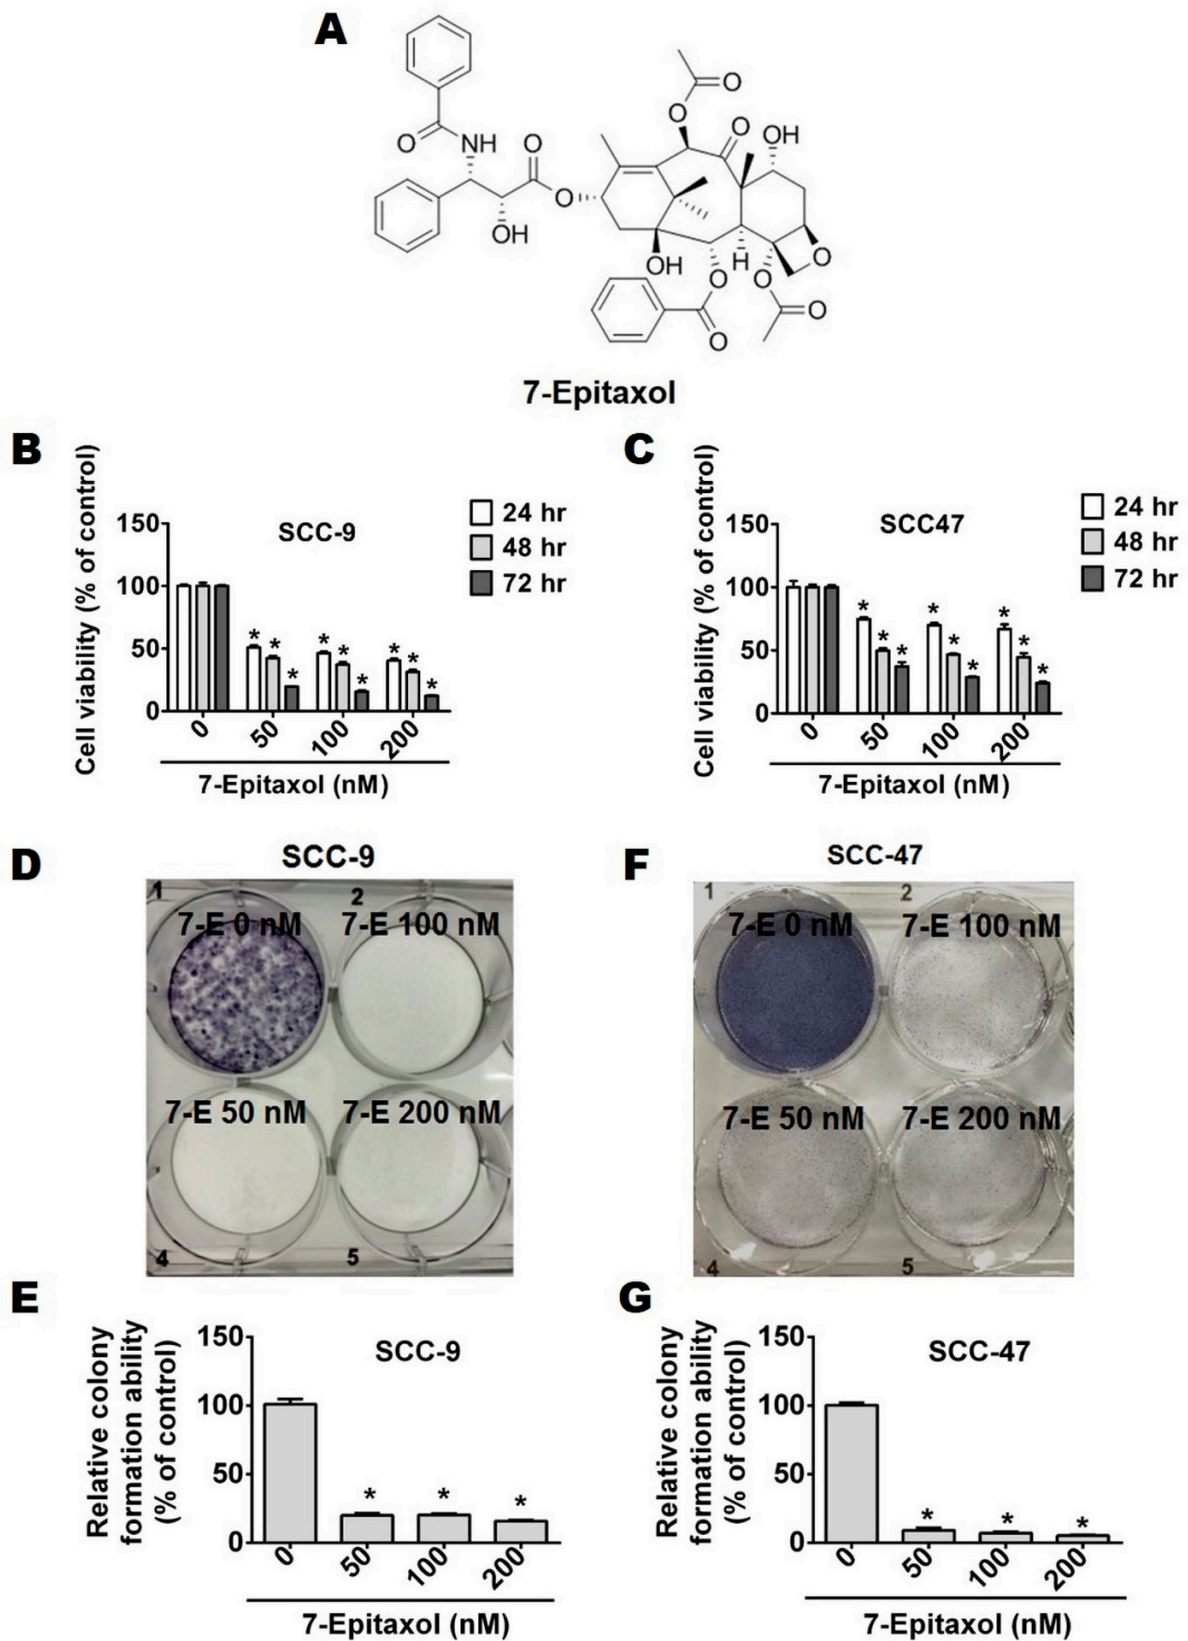 A
O
NH
O
O
OH
O
O
O
OH
OH
H
O
O
O
O
O
7-Epitaxol
B
Cell viability (% of control)
SCC-9
24 hr
48 hr
72 hr
150
100
50
0
* * *
* * *
* * *
0 50 100 200
7-Epitaxol (nM)
C
Cell viability (% of control)
SCC47
24 hr
48 hr
72 hr
150
100
50
0
* * *
* * *
* * *
0 50 100 200
7-Epitaxol (nM)
D
SCC-9
1 2
7-E 0 nM 7-E 100 nM
7-E 50 nM 7-E 200 nM
4 5
F
SCC-47
1 2
7-E 0 nM 7-E 100 nM
7-E 50 nM 7-E 200 nM
4 5
E
Relative colony
formation ability
(% of control)
SCC-9
150
100
50
0
* * *
0 50 100 200
7-Epitaxol (nM)
G
Relative colony
formation ability
(% of control)
SCC-47
150
100
50
0
* * *
0 50 100 200
7-Epitaxol (nM)